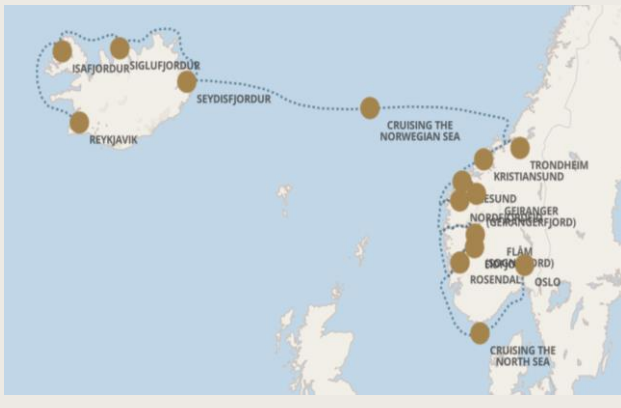 ISAFJORDUR
SIGLUFJORDUR
SEYDISFJORDUR
REYKJAVIK
CRUISING THE
NORWEGIAN SEA
TRONDHEIM
KRISTIANSUND
GEIRANGER
(GEIRANGERFJORD)
FLÅM
ROSENDAL
OSLO
CRUISING THE
NORTH SEA